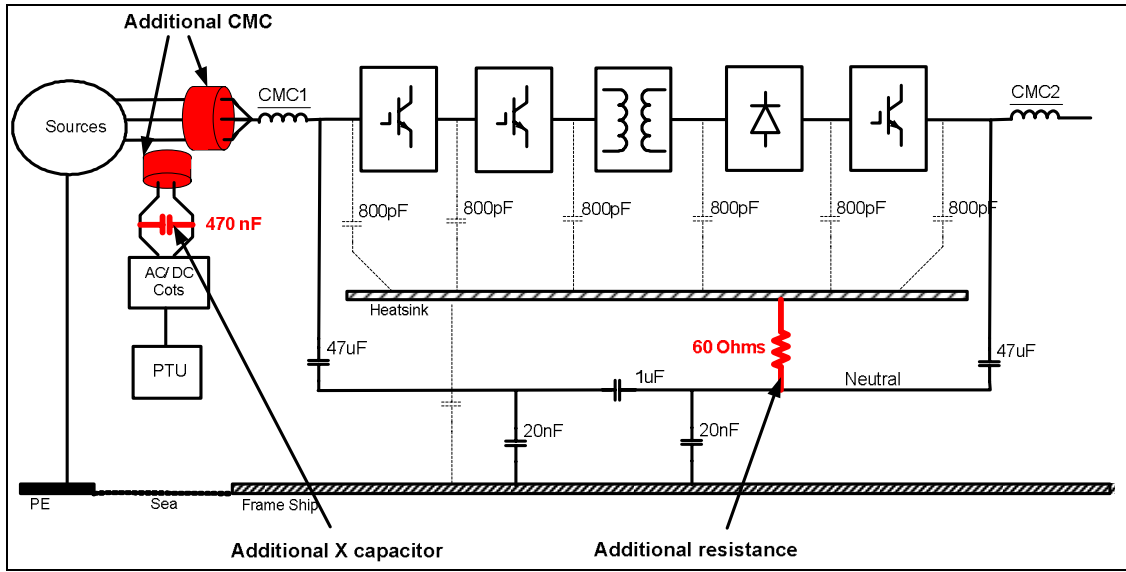 Additional CMC
CMC1
CMC2
Sources
800pF
800pF
800pF
800pF
800pF
800pF
470 nF
AC/DC
Cots
Heatsink
47uF
60 Ohms
47uF
PTU
1uF
Neutral
20nF
20nF
PE
Sea
Frame Ship
Additional X capacitor
Additional resistance